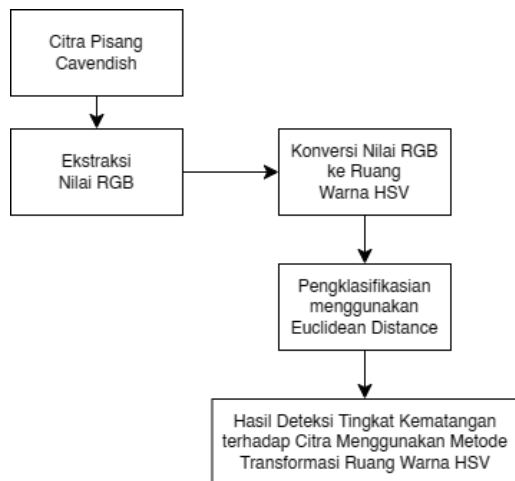 Citra Pisang
Cavendish
Ekstraksi
Nilai RGB
Konversi Nilai RGB
ke Ruang
Warna HSV
Pengklasifikasian
menggunakan
Euclidean Distance
Hasil Deteksi Tingkat Kematangan
terhadap Citra Menggunakan Metode
Transformasi Ruang Warna HSV